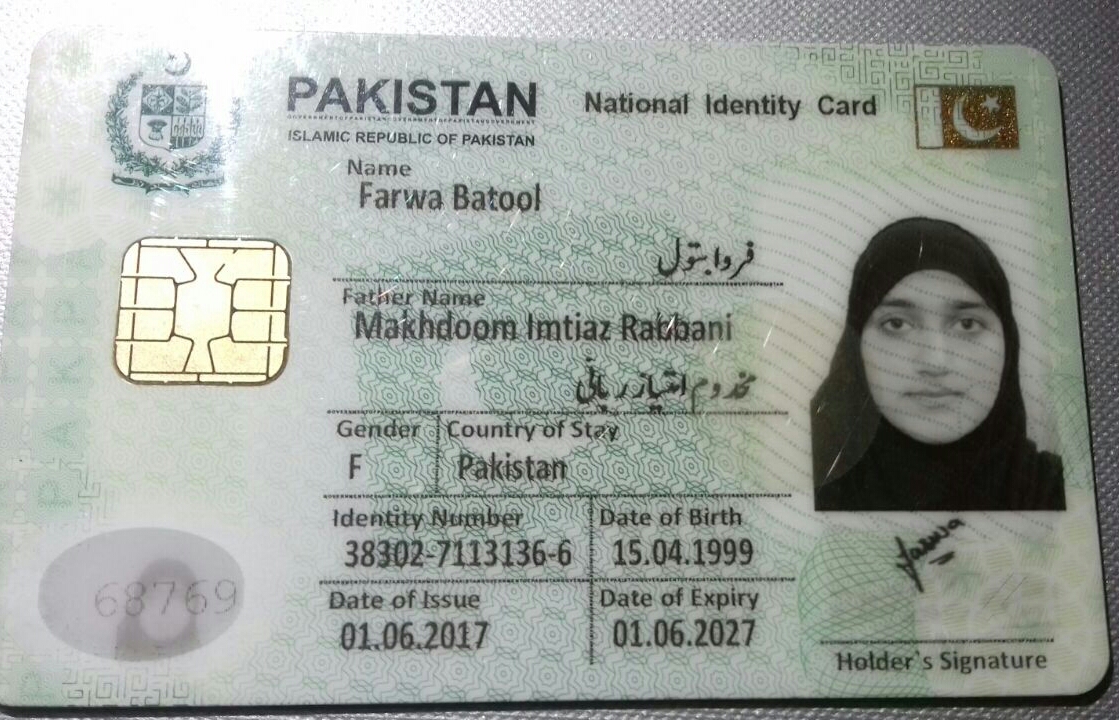 PAKISTAN National Identity Card
ISLAMIC REPUBLIC OF PAKISTAN
Name
Farwa Batool
فروا بتول
Father Name
Makhdoom Imtiaz Rabbani
مخدوم امتیاز ربانی
Gender Country of Stay
F Pakistan
Identity Number Date of Birth
38302-7113136-6 15.04.1999
Date of Issue Date of Expiry
01.06.2017 01.06.2027
68769
Farwa
Holder's Signature